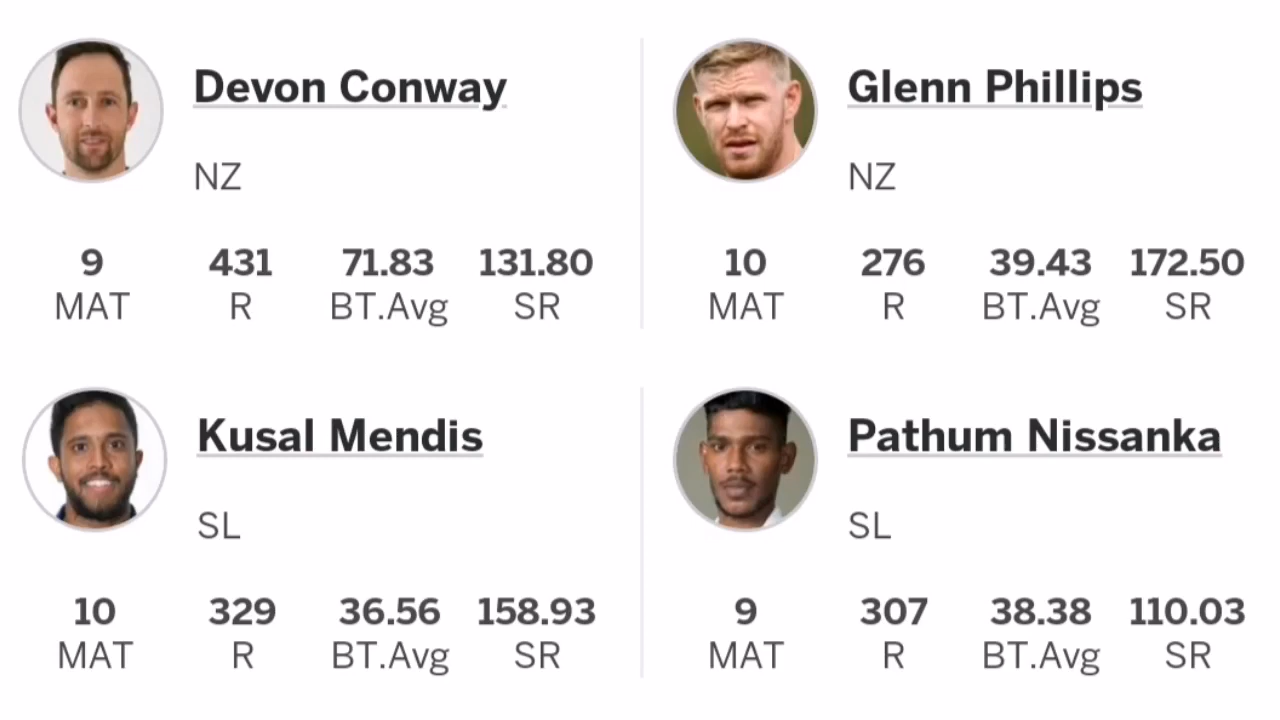 Devon Conway
NZ
9 431 71.83 131.80
MAT R BT.Avg SR
Glenn Phillips
NZ
10 276 39.43 172.50
MAT R BT.Avg SR
Kusal Mendis
SL
10 329 36.56 158.93
MAT R BT.Avg SR
Pathum Nissanka
SL
9 307 38.38 110.03
MAT R BT.Avg SR